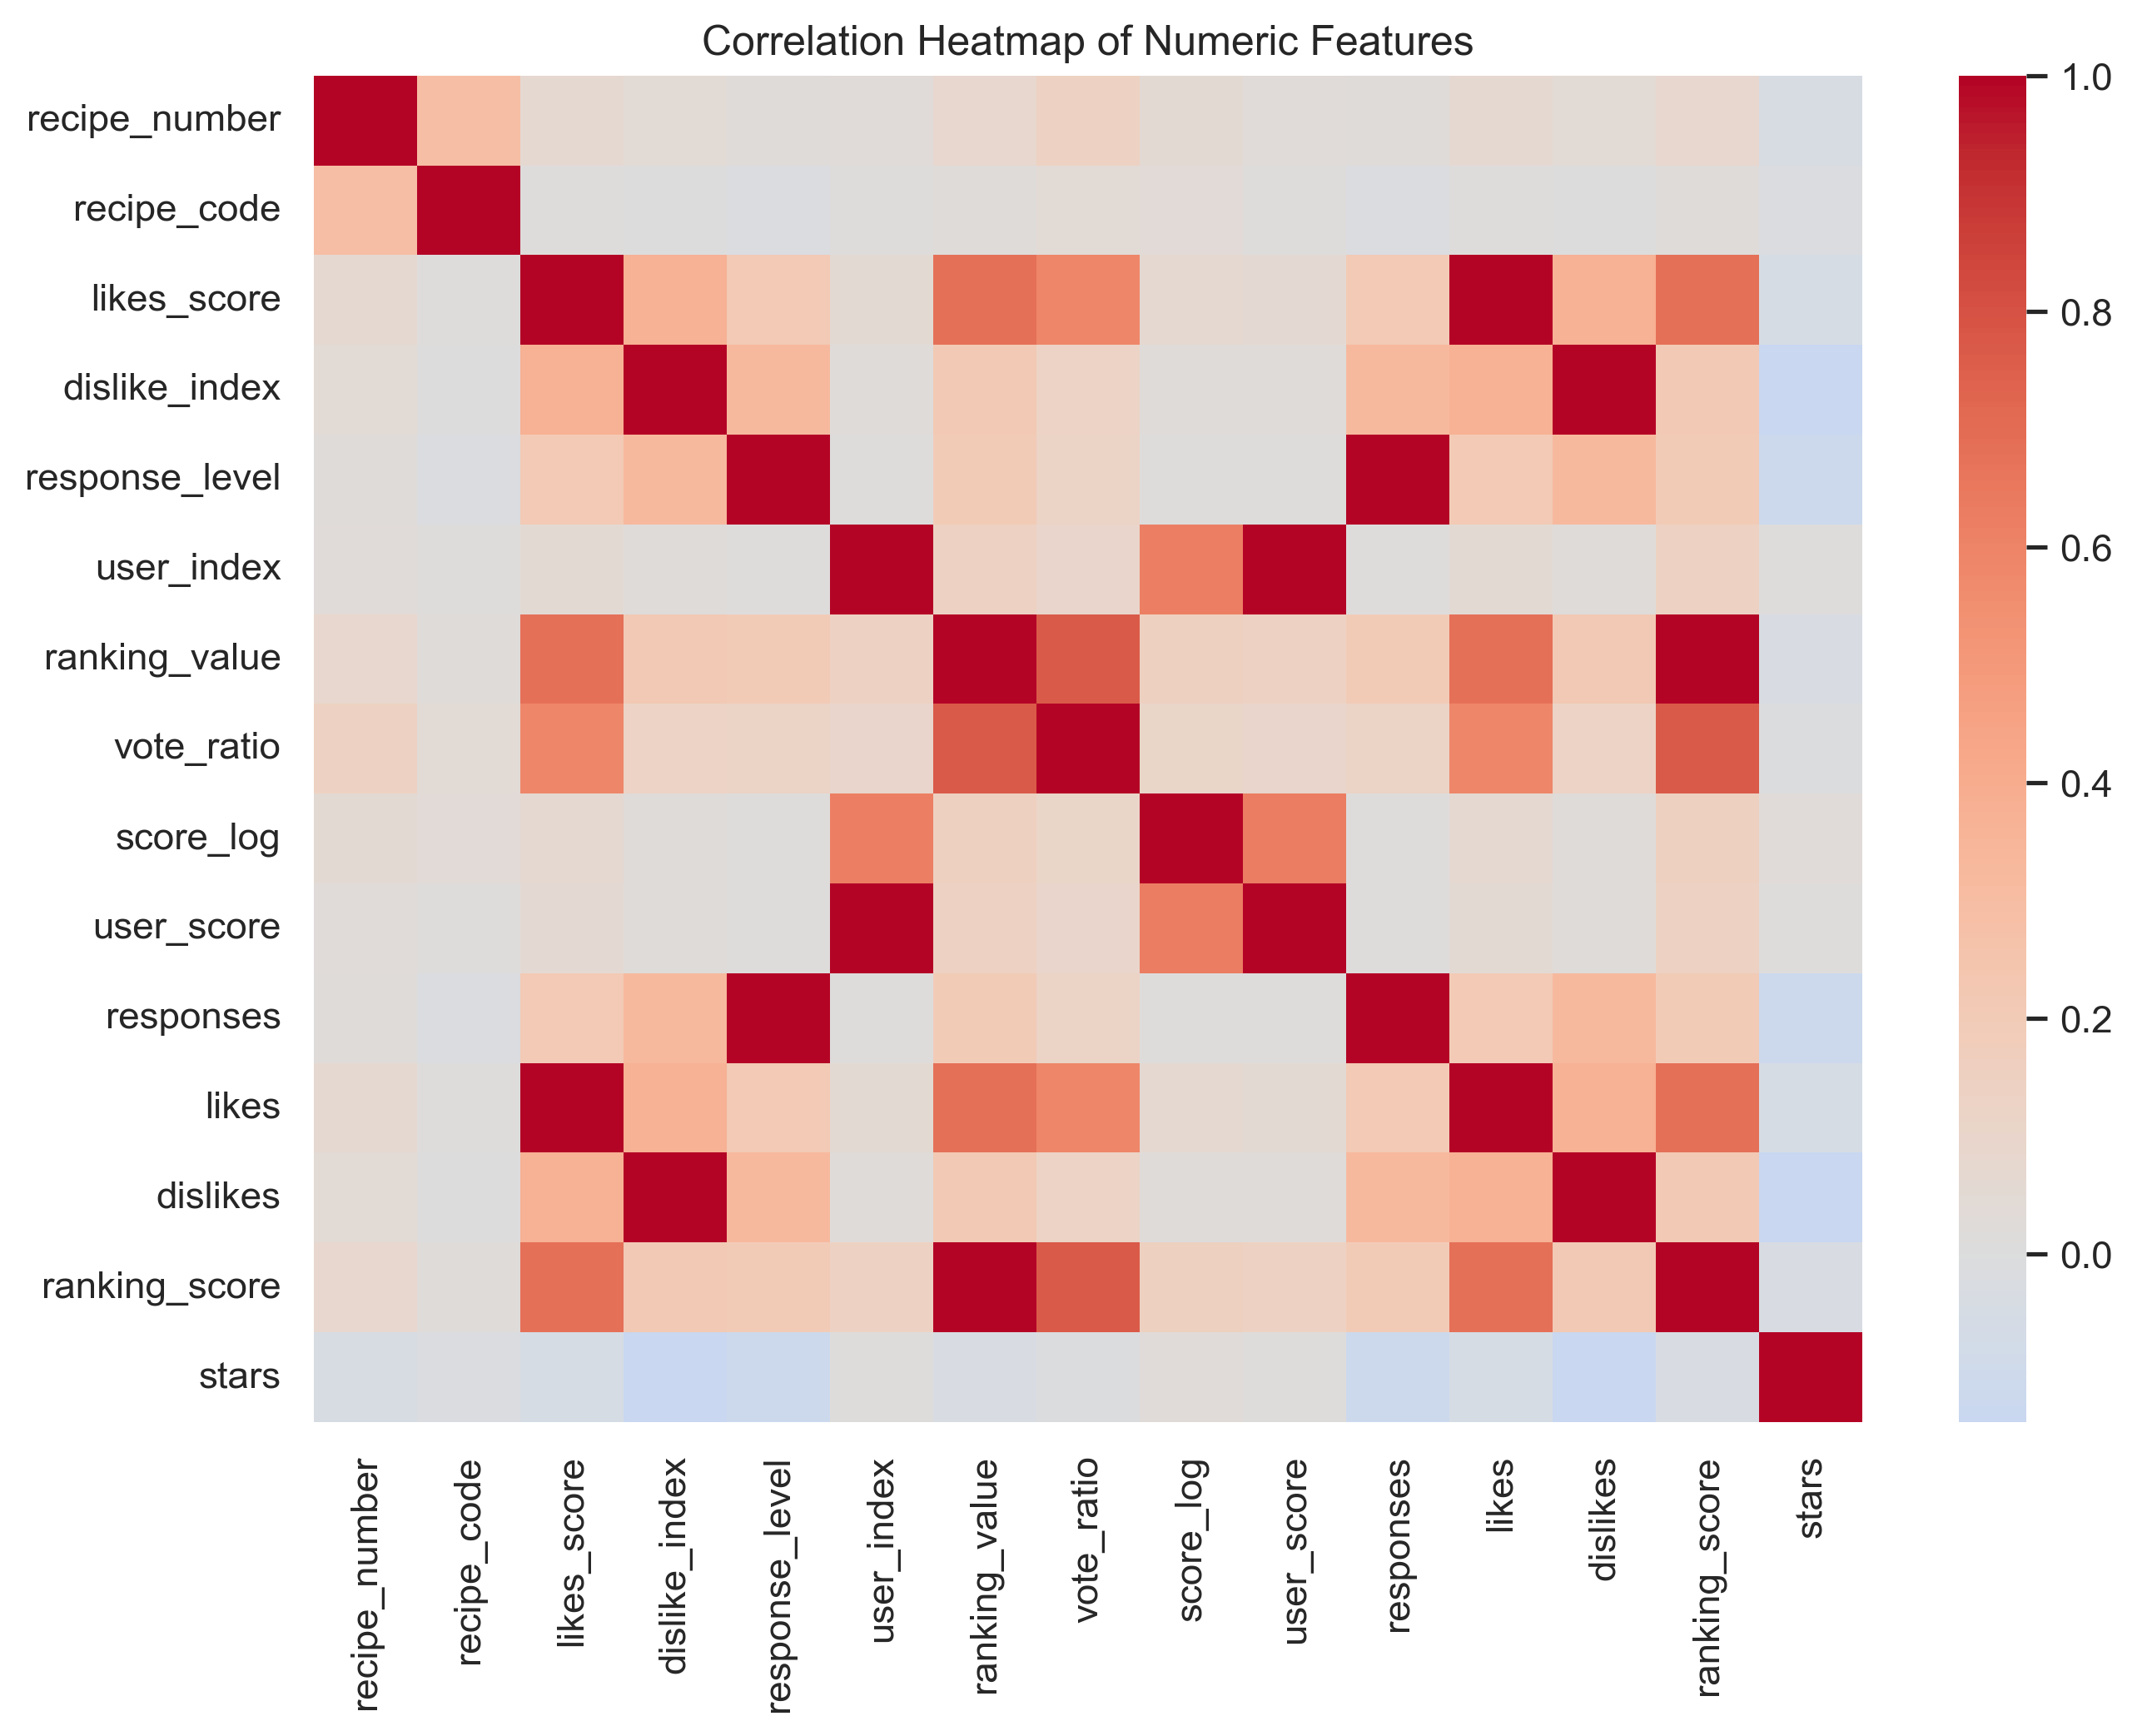 Correlation Heatmap of Numeric Features
recipe_number
recipe_code
likes_score
dislike_index
response_level
user_index
ranking_value
vote_ratio
score_log
user_score
responses
likes
dislikes
ranking_score
stars
recipe_number
recipe_code
likes_score
dislike_index
response_level
user_index
ranking_value
vote_ratio
score_log
user_score
responses
likes
dislikes
ranking_score
stars
1.0
0.8
0.6
0.4
0.2
0.0